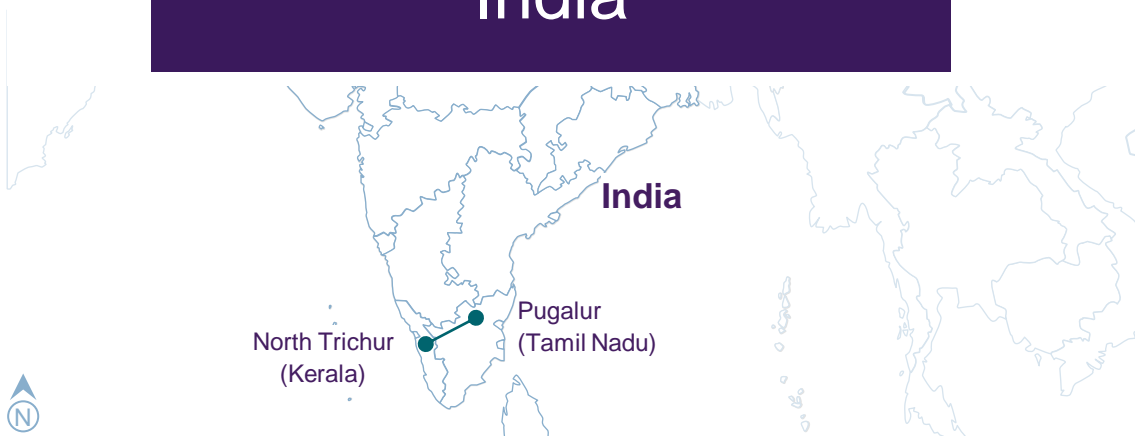 India
India
Pugalur
(Tamil Nadu)
North Trichur
(Kerala)
N